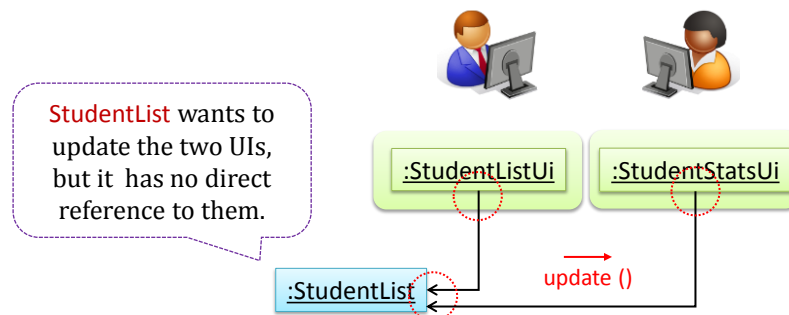 StudentList wants to
update the two UIs,
but it has no direct
reference to them.
:StudentListUi
:StudentStatsUi
update ()
:StudentList